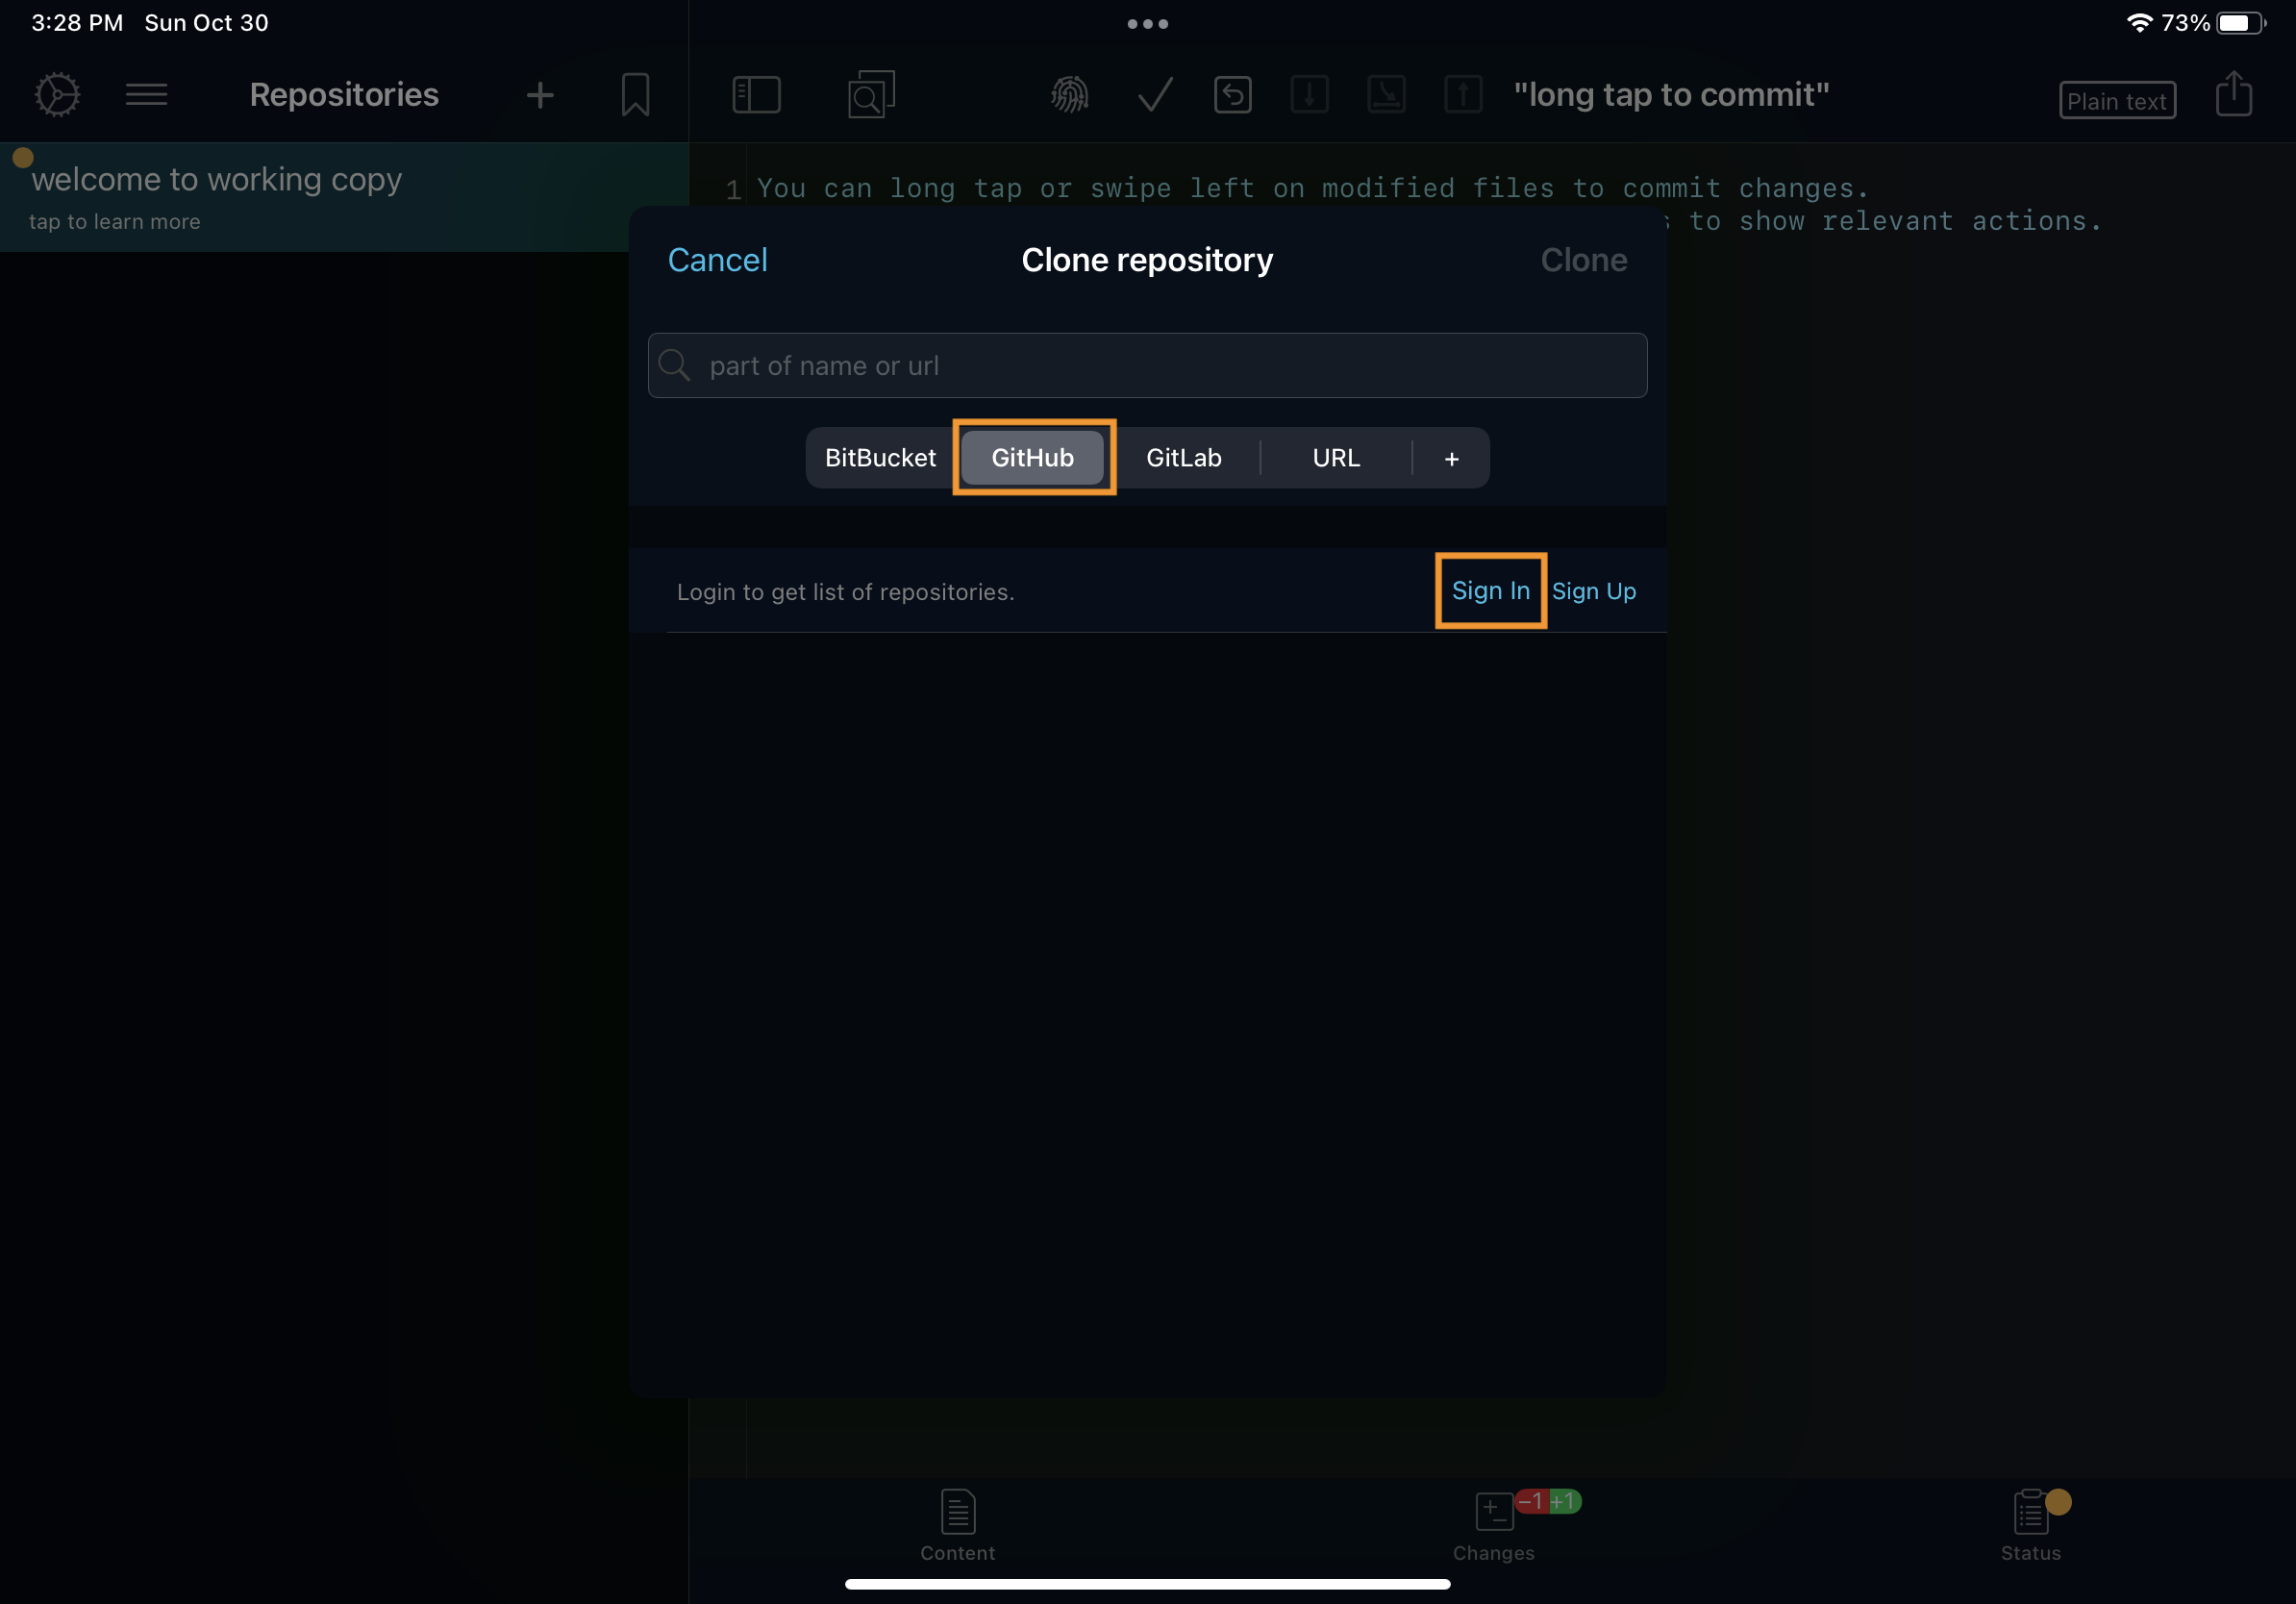 3:28 PM Sun Oct 30
73%
Repositories
"long tap to commit"
Plain text
welcome to working copy
tap to learn more
1 You can long tap or swipe left on modified files to commit changes.
to show relevant actions.
Cancel
Clone repository
Clone
part of name or url
BitBucket
GitHub
GitLab
URL
+
Login to get list of repositories.
Sign In
Sign Up
Content
−1 +1
Changes
Status